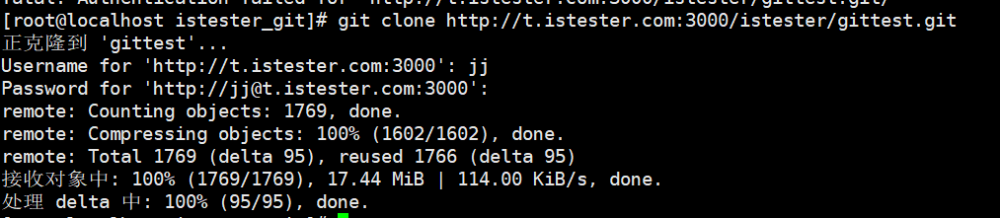 fatal: Authentication failed for 'http://t.istester.com:3000/istester/gittest.git/'
[root@localhost istester_git]# git clone http://t.istester.com:3000/istester/gittest.git
正克隆到 'gittest'...
Username for 'http://t.istester.com:3000': jj
Password for 'http://jj@t.istester.com:3000':
remote: Counting objects: 1769, done.
remote: Compressing objects: 100% (1602/1602), done.
remote: Total 1769 (delta 95), reused 1766 (delta 95)
接收对象中: 100% (1769/1769), 17.44 MiB | 114.00 KiB/s, done.
处理 delta 中: 100% (95/95), done.